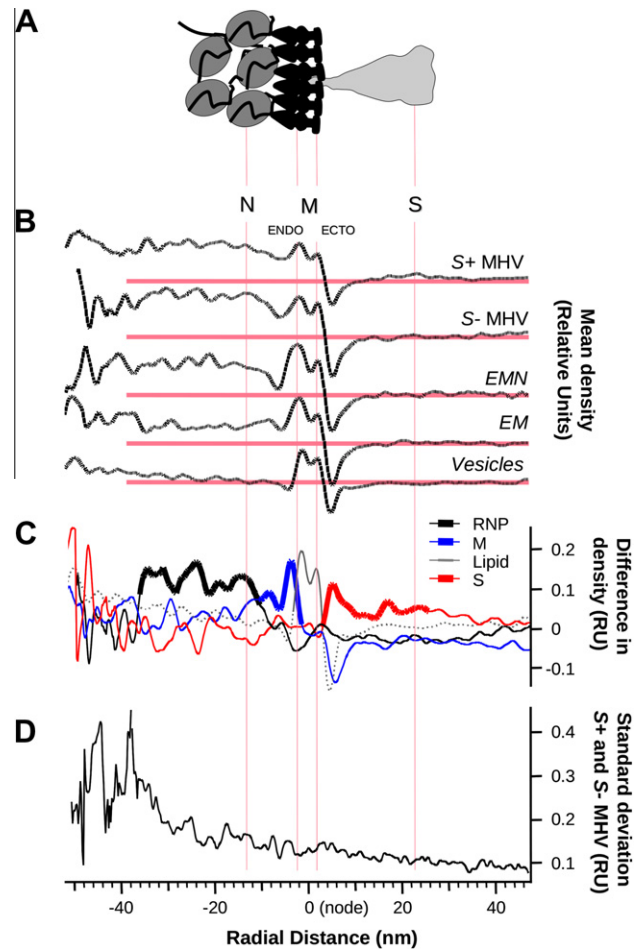 A
N M S
B
ENDO ECTO
S+ MHV
S- MHV
EMN
EM
Vesicles
Mean density
(Relative Units)
C
RNP
M
Lipid
S
0.2
0.1
0
-0.1
Difference in
density (RU)
D
0.4
0.3
0.2
0.1
Standard deviation
S+ and S- MHV (RU)
-40 -20 0 (node) 20 40
Radial Distance (nm)